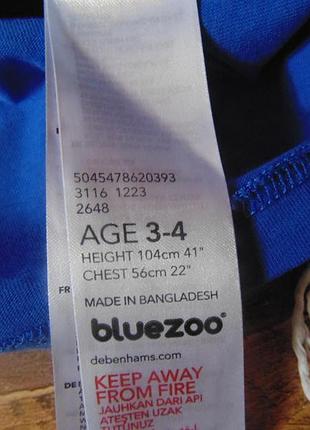 5045478620393
3116 1223
2648
AGE 3-4
HEIGHT 104cm 41"
CHEST 56cm 22"
FR
MADE IN BANGLADESH
bluezoo
debenhams.com
KEEP AWAY
FROM FIRE
JAUHKAN DARI API
ATEŞTEN UZAK
TUTUNUZ